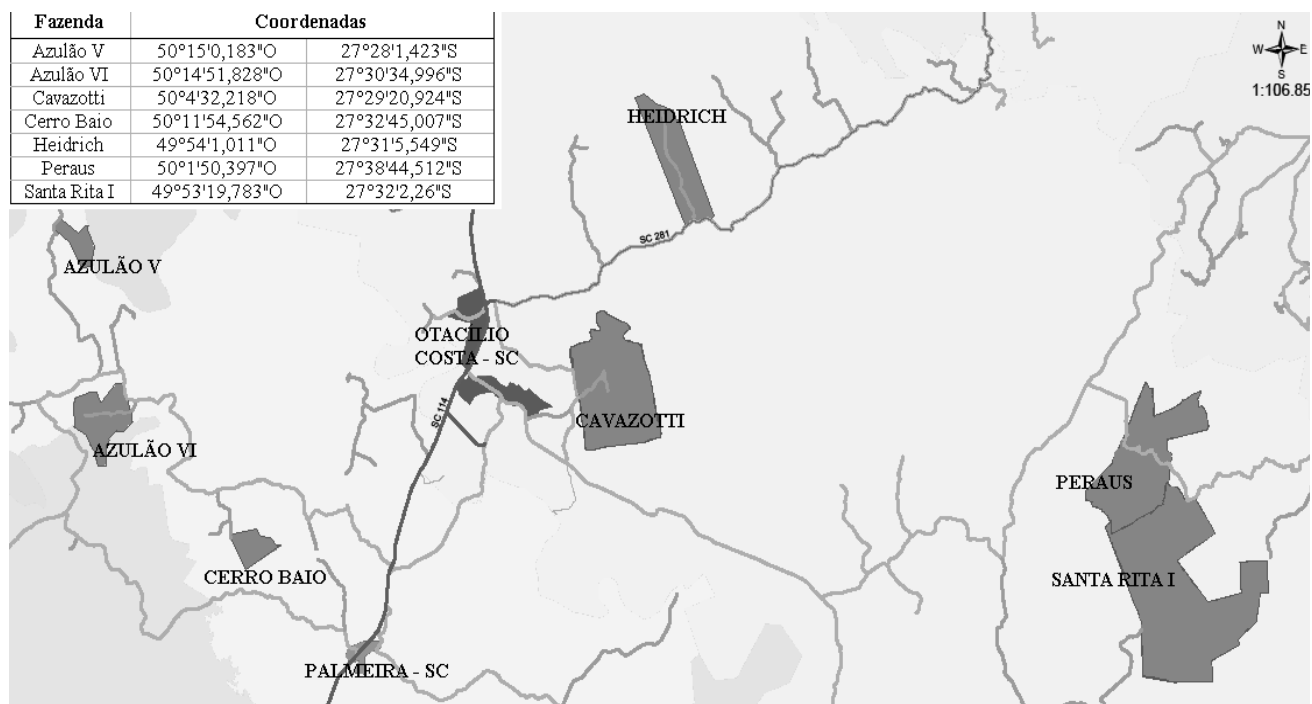 Fazenda Coordenadas
Azulão V 50°15'0,183"O 27°28'1,423"S
Azulão VI 50°14'51,828"O 27°30'34,996"S
Cavazotti 50°4'32,218"O 27°29'20,924"S
Cerro Baio 50°11'54,562"O 27°32'45,007"S
Heidrich 49°54'1,011"O 27°31'5,549"S
Peraus 50°1'50,397"O 27°38'44,512"S
Santa Rita I 49°53'19,783"O 27°32'2,26"S
N
W E
S
1:106.85
HEIDRICH
SC 281
AZULÃO V
OTACÍLIO
COSTA - SC
SC 114
CAVAZOTTI
AZULÃO VI
PERAUS
CERRO BAIO
SANTA RITA I
PALMEIRA - SC